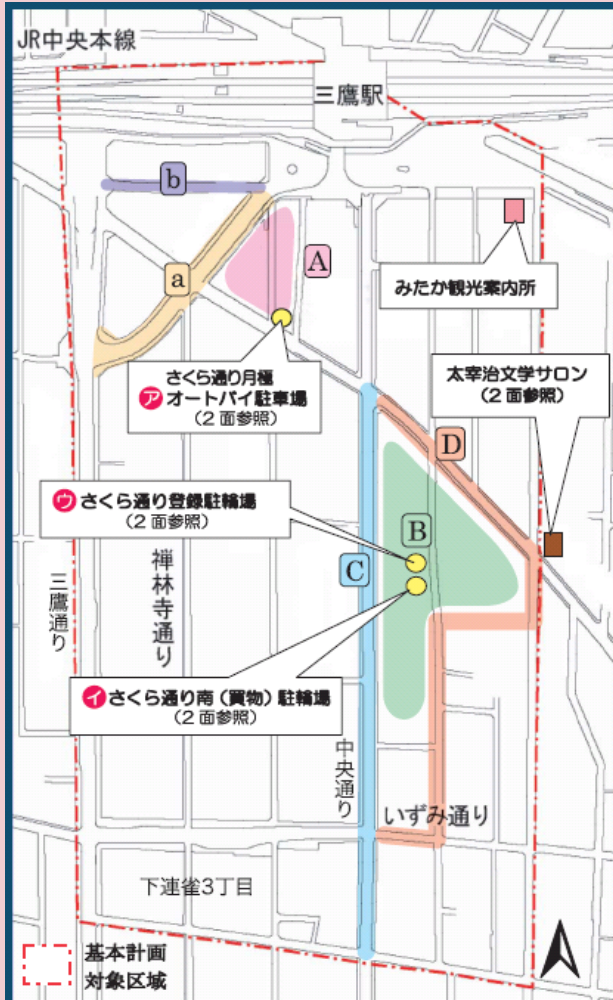 JR中央本線
三鷹駅
b
a
A
みたか観光案内所
さくら通り月極
ア オートバイ駐車場
(2面参照)
太宰治文学サロン
(2面参照)
D
ウ さくら通り登録駐輪場
(2面参照)
B
C
三鷹通り
禅林寺通り
イ さくら通り南(買物)駐輪場
(2面参照)
中央通り
いずみ通り
下連雀3丁目
基本計画
対象区域